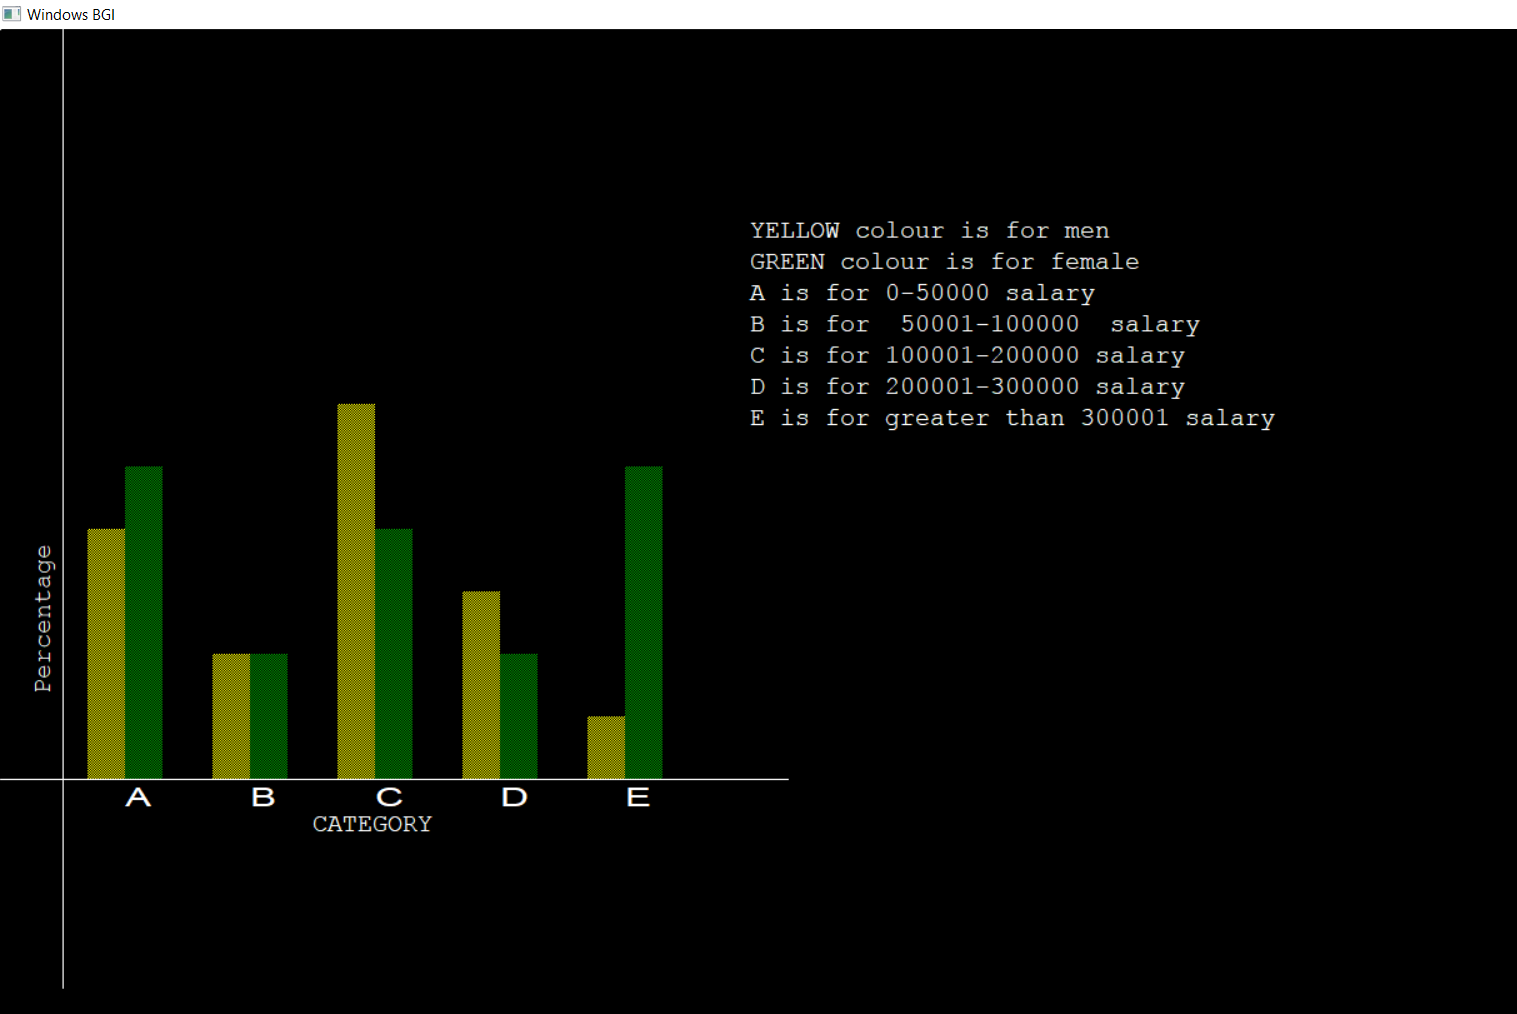 Windows BGI
YELLOW colour is for men
GREEN colour is for female
A is for 0-50000 salary
B is for  50001-100000  salary
C is for 100001-200000 salary
D is for 200001-300000 salary
E is for greater than 300001 salary
Percentage
A B C D E
CATEGORY